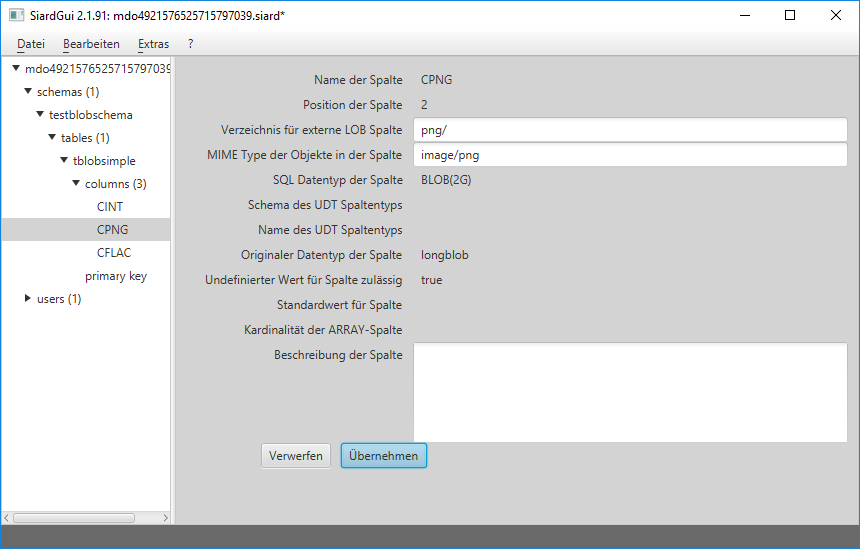 SiardGui 2.1.91: mdo4921576525715797039.siard*
Datei Bearbeiten Extras ?
mdo4921576525715797039
schemas (1)
testblobschema
tables (1)
tblobsimple
columns (3)
CINT
CPNG
CFLAC
primary key
users (1)
Name der Spalte CPNG
Position der Spalte 2
Verzeichnis für externe LOB Spalte png/
MIME Type der Objekte in der Spalte image/png
SQL Datentyp der Spalte BLOB(2G)
Schema des UDT Spaltentyps
Name des UDT Spaltentyps
Originaler Datentyp der Spalte longblob
Undefinierter Wert für Spalte zulässig true
Standardwert für Spalte
Kardinalität der ARRAY-Spalte
Beschreibung der Spalte
Verwerfen Übernehmen